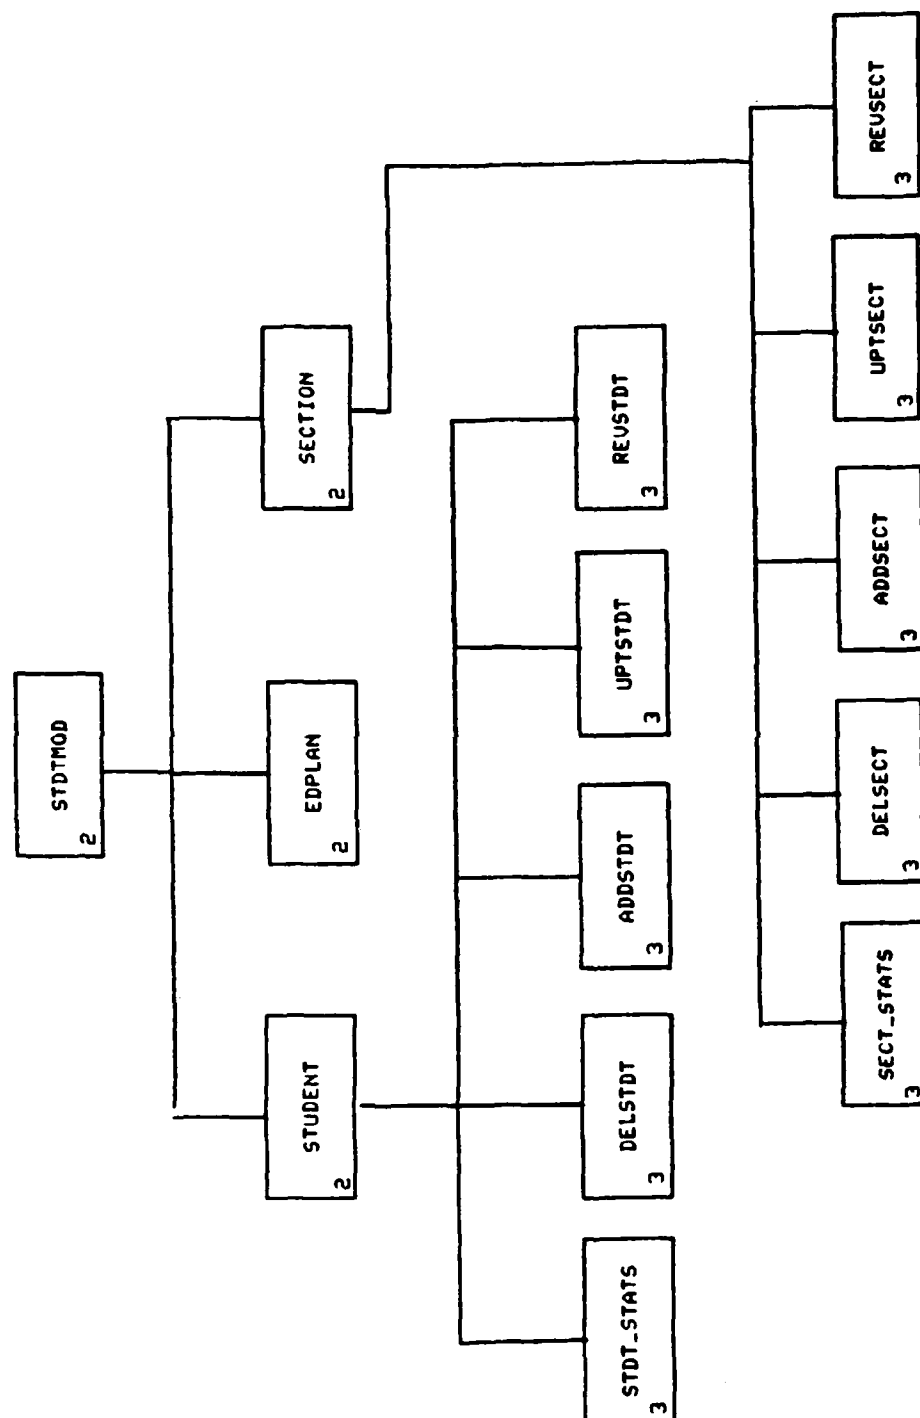 STDTMOD
2
STUDENT
2
EDPLAN
2
SECTION
2
STDT_STATS
3
DELSTDT
3
ADDSTDT
3
UPTSTDT
3
REVSTDT
3
SECT_STATS
3
DELSECT
3
ADDSECT
3
UPTSECT
3
REVSECT
3